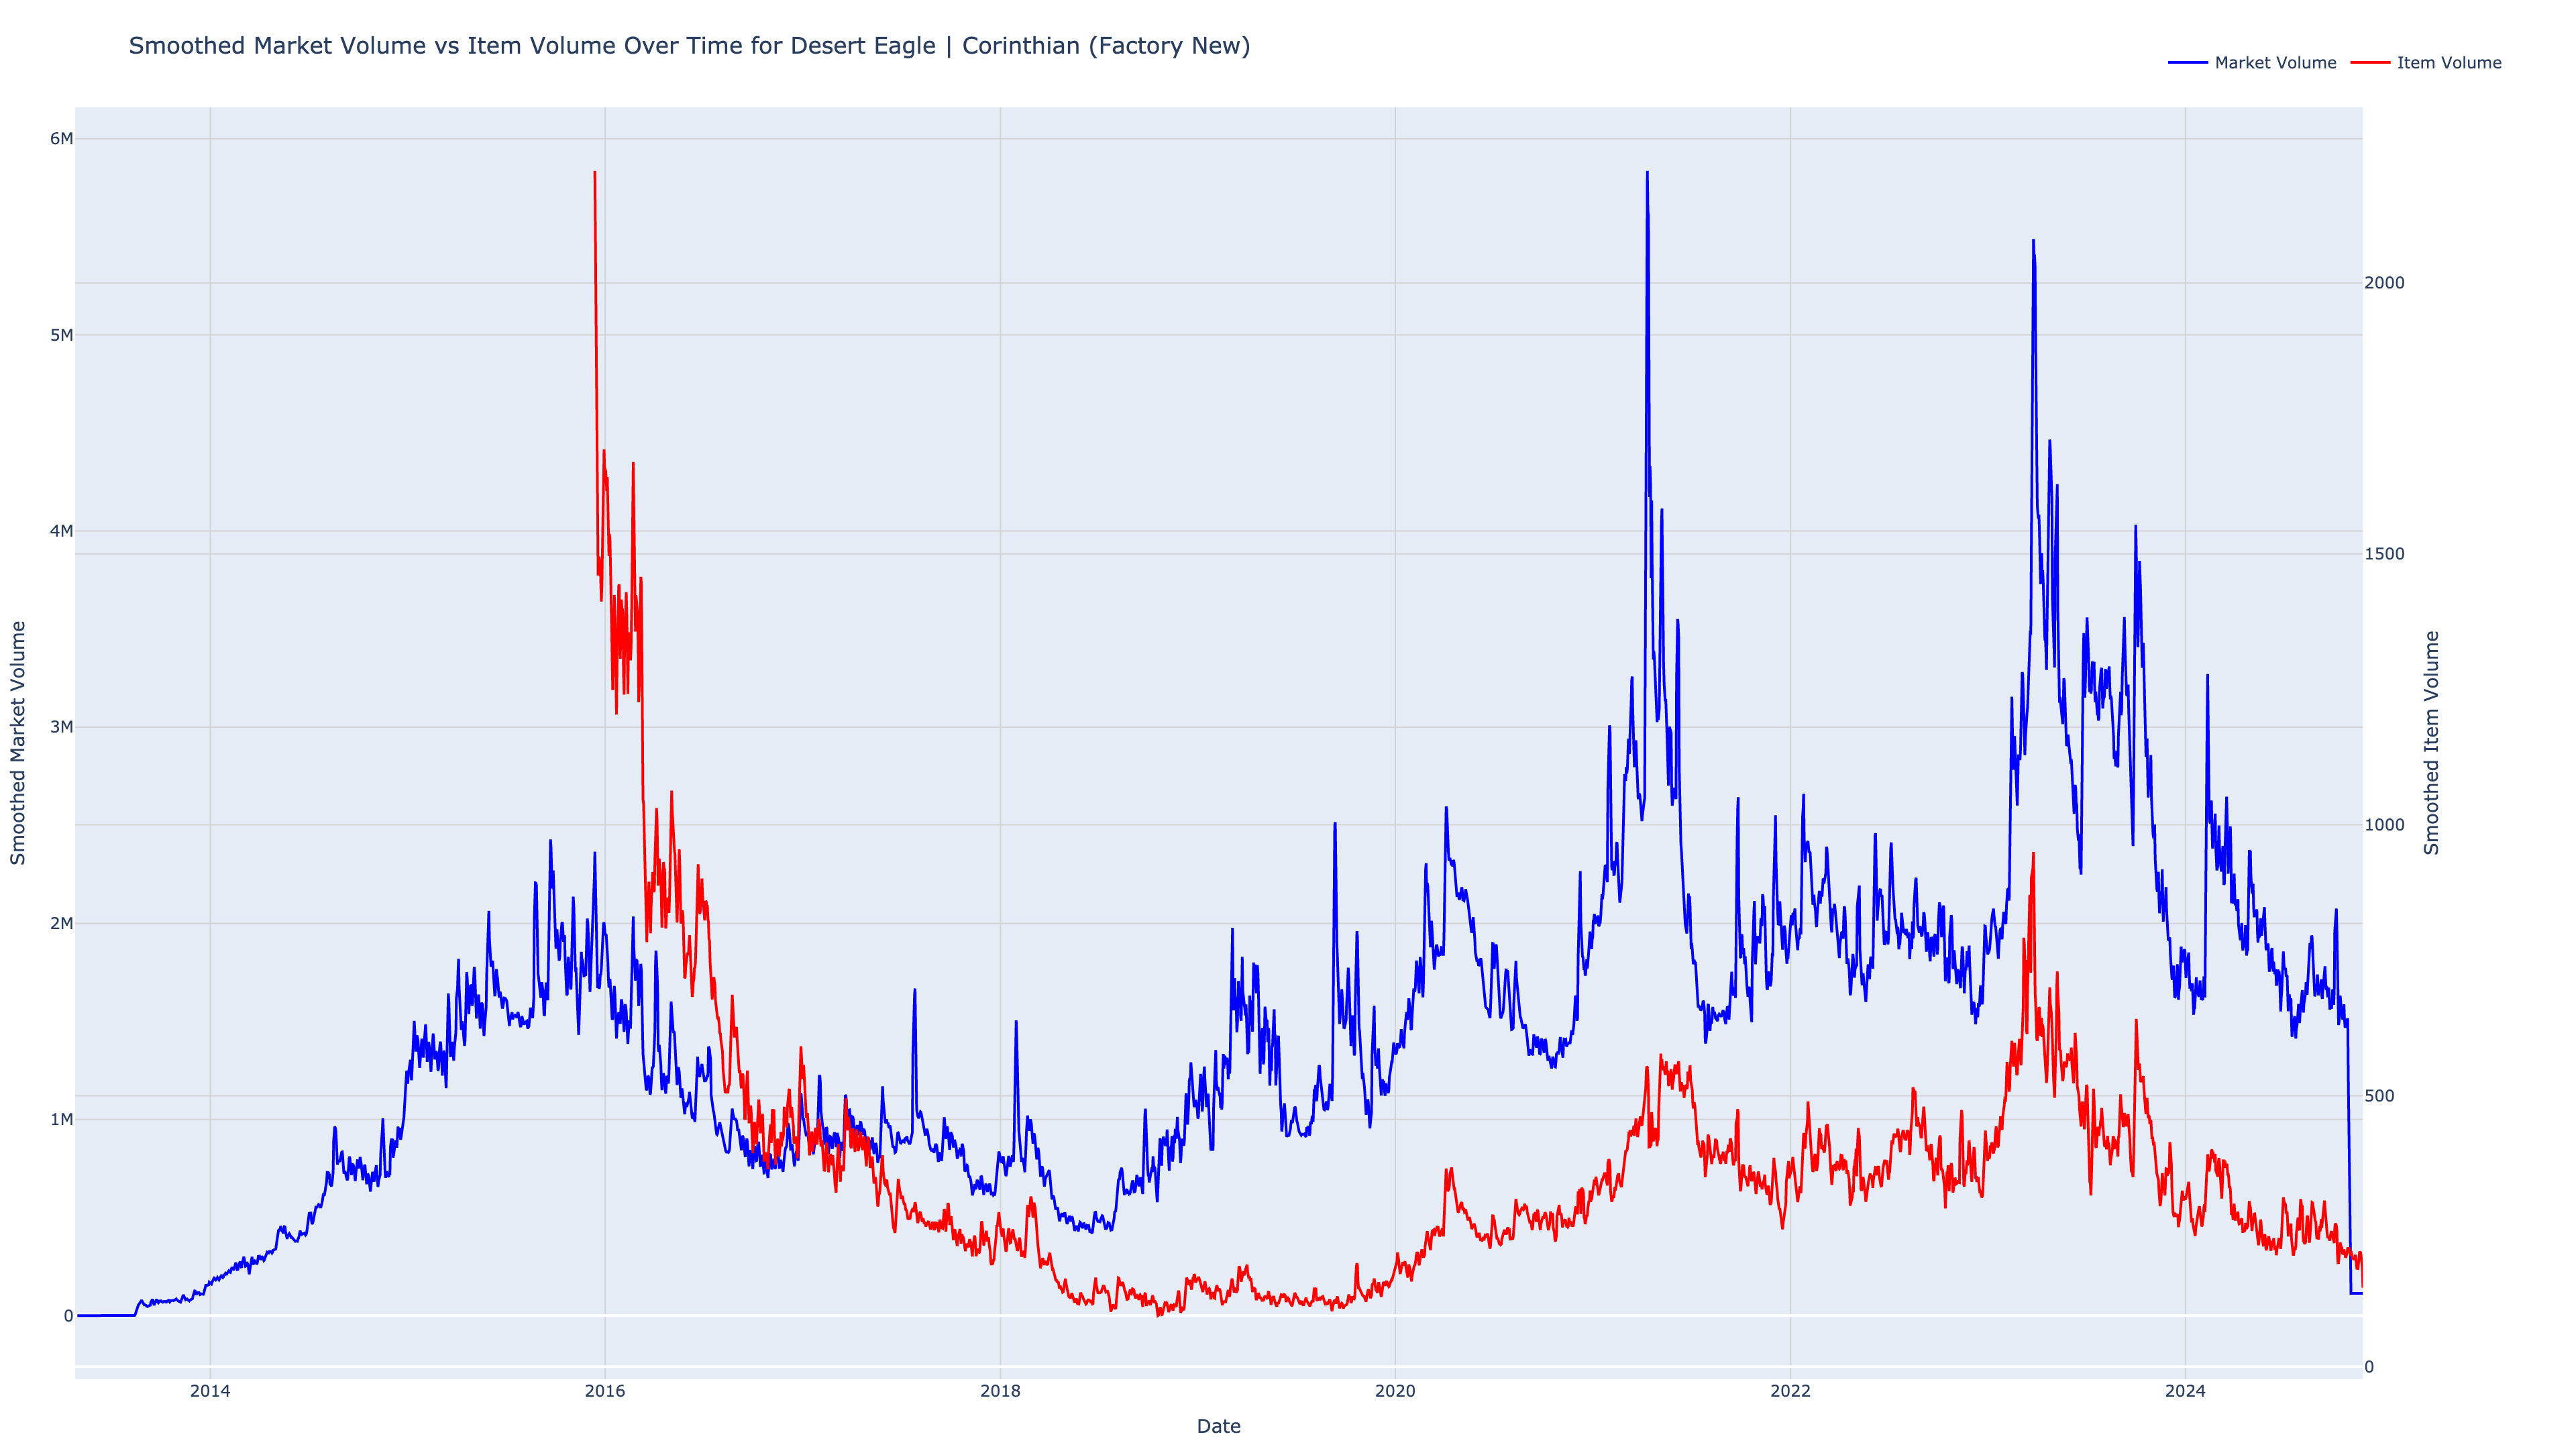 Smoothed Market Volume vs Item Volume Over Time for Desert Eagle | Corinthian (Factory New)
Market Volume
Item Volume
6M
5M
4M
3M
2M
1M
0
Smoothed Market Volume
2000
1500
1000
500
0
Smoothed Item Volume
2014
2016
2018
2020
2022
2024
Date